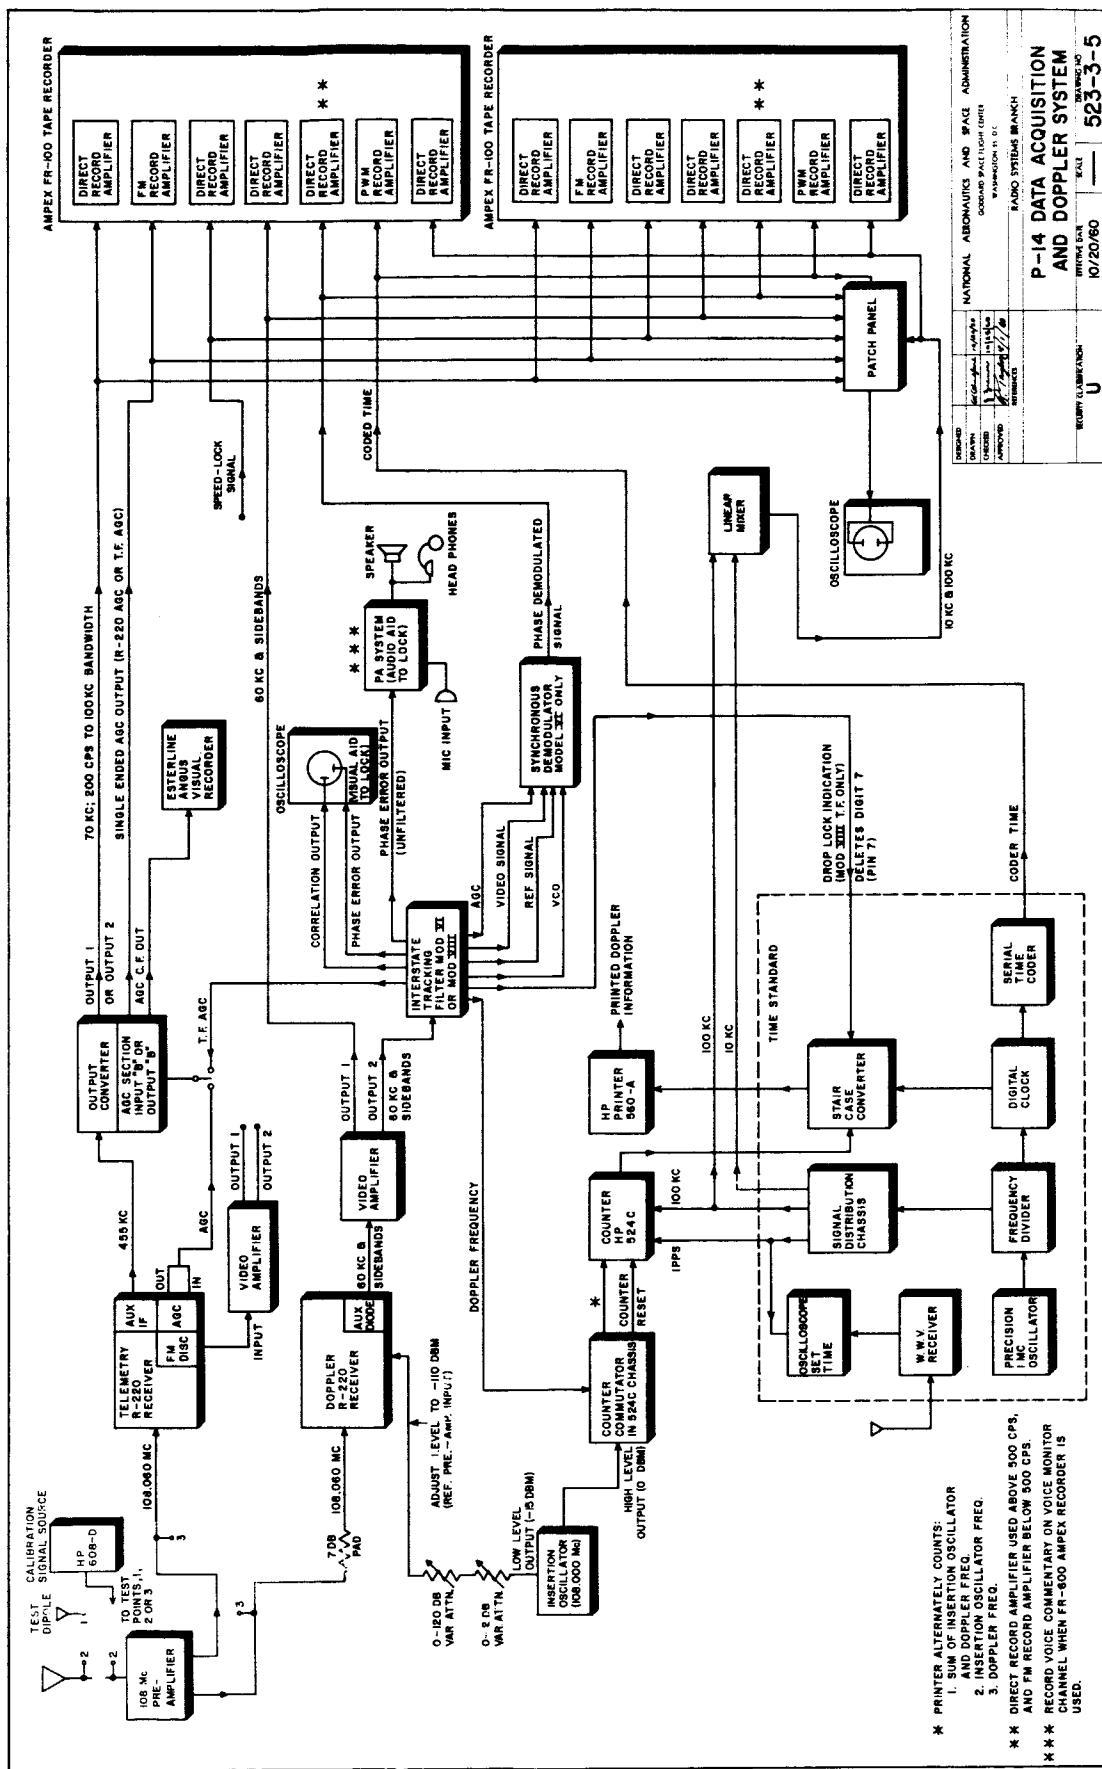 TEST
DIPOLE
CALIBRATION
SIGNAL SOURCE
HP
608-D
1
2
2
TO TEST
POINTS, 1,
2 OR 3
108 Mc
PRE-
AMPLIFIER
3
3
108.060 MC
TELEMETRY
R-220
RECEIVER
AUX
IF
FM
DISC
AGC
OUT
IN
455 KC
AGC
INPUT
VIDEO
AMPLIFIER
OUTPUT 1
OUTPUT 2
OUTPUT
CONVERTER
AGC SECTION
INPUT "B" OR
OUTPUT "B"
T.F. AGC
OUTPUT 1
OR OUTPUT 2
AGC C.F. OUT
70 KC; 200 CPS TO 100 KC BANDWIDTH
SINGLE ENDED AGC OUTPUT (R-220 AGC OR T.F. AGC)
ESTERLINE
ANGUS
VISUAL
RECORDER
SPEED-LOCK
SIGNAL
7 DB
PAD
108.060 MC
DOPPLER
R-220
RECEIVER
AUX
DIODE
60 KC &
SIDEBANDS
VIDEO
AMPLIFIER
OUTPUT 1
OUTPUT 2
60 KC &
SIDEBANDS
60 KC & SIDEBANDS
ADJUST LEVEL TO -110 DBM
(REF. PRE.-AMP. INPUT)
0-120 DB
VAR ATTN.
VAR ATTN.
LOW LEVEL
OUTPUT (-15 DBM)
INSERTION
OSCILLATOR
(108.000 Mc)
HIGH LEVEL
OUTPUT (0 DBM)
DOPPLER FREQUENCY
INTERSTATE
TRACKING
FILTER MOD VI
OR MOD VIII
CORRELATION OUTPUT
PHASE ERROR OUTPUT
OSCILLOSCOPE
(VISUAL AID
TO LOCK)
PHASE ERROR OUTPUT
(UNFILTERED)
* * *
PA SYSTEM
(AUDIO AID
TO LOCK)
SPEAKER
HEAD PHONES
MIC INPUT
AGC
VIDEO SIGNAL
REF SIGNAL
VCO
SYNCHRONOUS
DEMODULATOR
MODEL VI ONLY
PHASE DEMODULATED
SIGNAL
CODED TIME
COUNTER
COMMUTATOR
IN 524C CHASSIS
*
COUNTER
RESET
COUNTER
HP
524C
1PPS
100 KC
HP
PRINTER
560-A
PRINTED DOPPLER
INFORMATION
100 KC
10 KC
DROP LOCK INDICATION
(MOD VIII T.F. ONLY)
DELETES DIGIT 7
(PIN 7)
TIME STANDARD
OSCILLOSCOPE
SET
TIME
W.W.V.
RECEIVER
PRECISION
1 MC
OSCILLATOR
SIGNAL
DISTRIBUTION
CHASSIS
FREQUENCY
DIVIDER
STAIR
CASE
CONVERTER
DIGITAL
CLOCK
SERIAL
TIME
CODER
CODER TIME
LINEAR
MIXER
10 KC & 100 KC
OSCILLOSCOPE
PATCH PANEL
AMPEX FR-100 TAPE RECORDER
DIRECT
RECORD
AMPLIFIER
FM
RECORD
AMPLIFIER
DIRECT
RECORD
AMPLIFIER
DIRECT
RECORD
AMPLIFIER
DIRECT
RECORD
AMPLIFIER
* *
PWM
RECORD
AMPLIFIER
DIRECT
RECORD
AMPLIFIER
AMPEX FR-100 TAPE RECORDER
DIRECT
RECORD
AMPLIFIER
FM
RECORD
AMPLIFIER
DIRECT
RECORD
AMPLIFIER
DIRECT
RECORD
AMPLIFIER
DIRECT
RECORD
AMPLIFIER
* *
PWM
RECORD
AMPLIFIER
DIRECT
RECORD
AMPLIFIER
* PRINTER ALTERNATELY COUNTS:
1. SUM OF INSERTION OSCILLATOR
AND DOPPLER FREQ.
2. INSERTION OSCILLATOR FREQ.
3. DOPPLER FREQ.
* * DIRECT RECORD AMPLIFIER USED ABOVE 500 CPS,
AND FM RECORD AMPLIFIER BELOW 500 CPS.
* * * RECORD VOICE COMMENTARY ON VOICE MONITOR
CHANNEL WHEN FR-600 AMPEX RECORDER IS
USED.
DESIGNED
DRAWN
CHECKED
APPROVED
REFERENCES
NATIONAL AERONAUTICS AND SPACE ADMINISTRATION
GODDARD SPACE FLIGHT CENTER
WASHINGTON 25 D C
RADIO SYSTEMS BRANCH
P-14 DATA ACQUISITION
AND DOPPLER SYSTEM
SECURITY CLASSIFICATION
U
EFFECTIVE DATE
10/20/60
SCALE
DRAWING NO
523-3-5